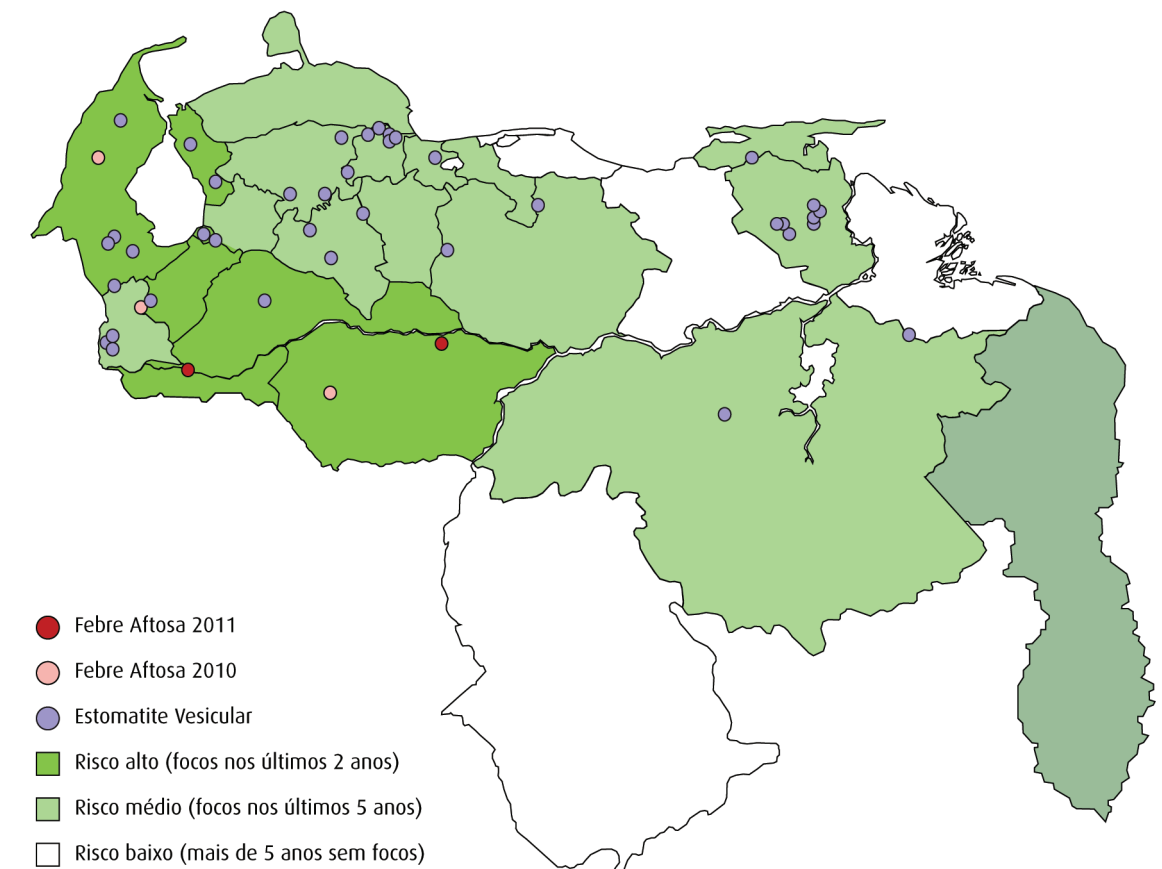 Febre Aftosa 2011
Febre Aftosa 2010
Estomatite Vesicular
Risco alto (focos nos últimos 2 anos)
Risco médio (focos nos últimos 5 anos)
Risco baixo (mais de 5 anos sem focos)